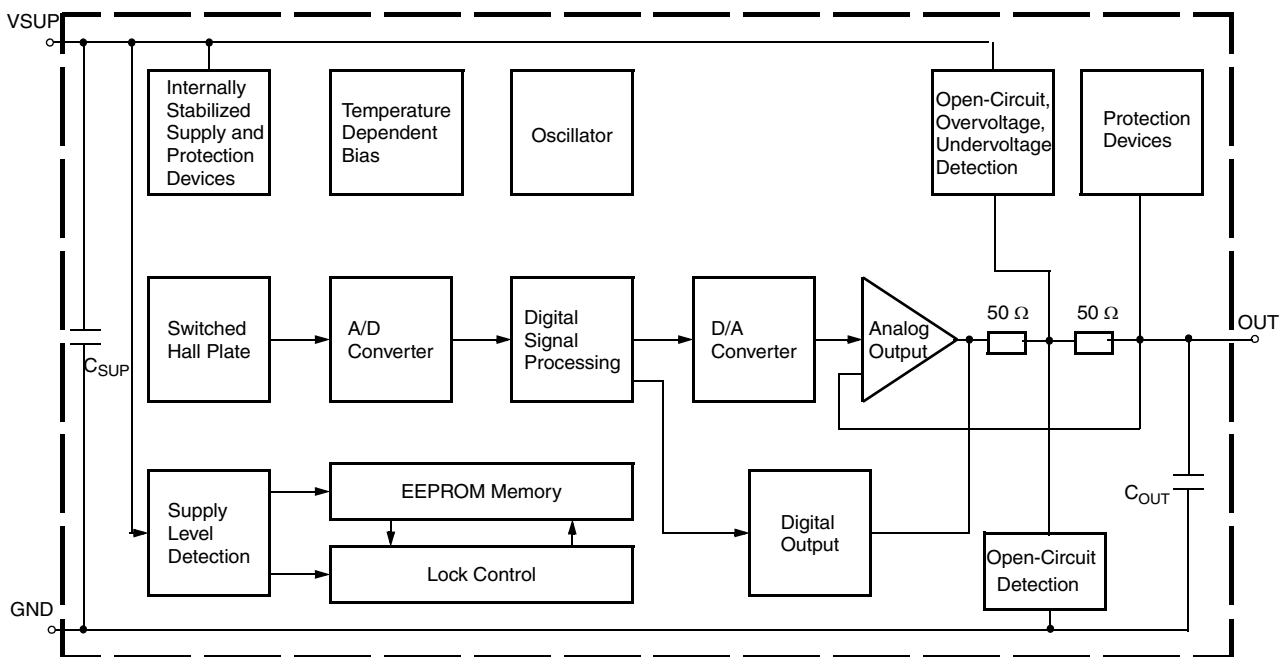 VSUP
Internally
Stabilized
Supply and
Protection
Devices
Temperature
Dependent
Bias
Oscillator
Open-Circuit,
Overvoltage,
Undervoltage
Detection
Protection
Devices
Switched
Hall Plate
A/D
Converter
Digital
Signal
Processing
D/A
Converter
Analog
Output
50 Ω
50 Ω
OUT
CSUP
Supply
Level
Detection
EEPROM Memory
Lock Control
Digital
Output
Open-Circuit
Detection
COUT
GND